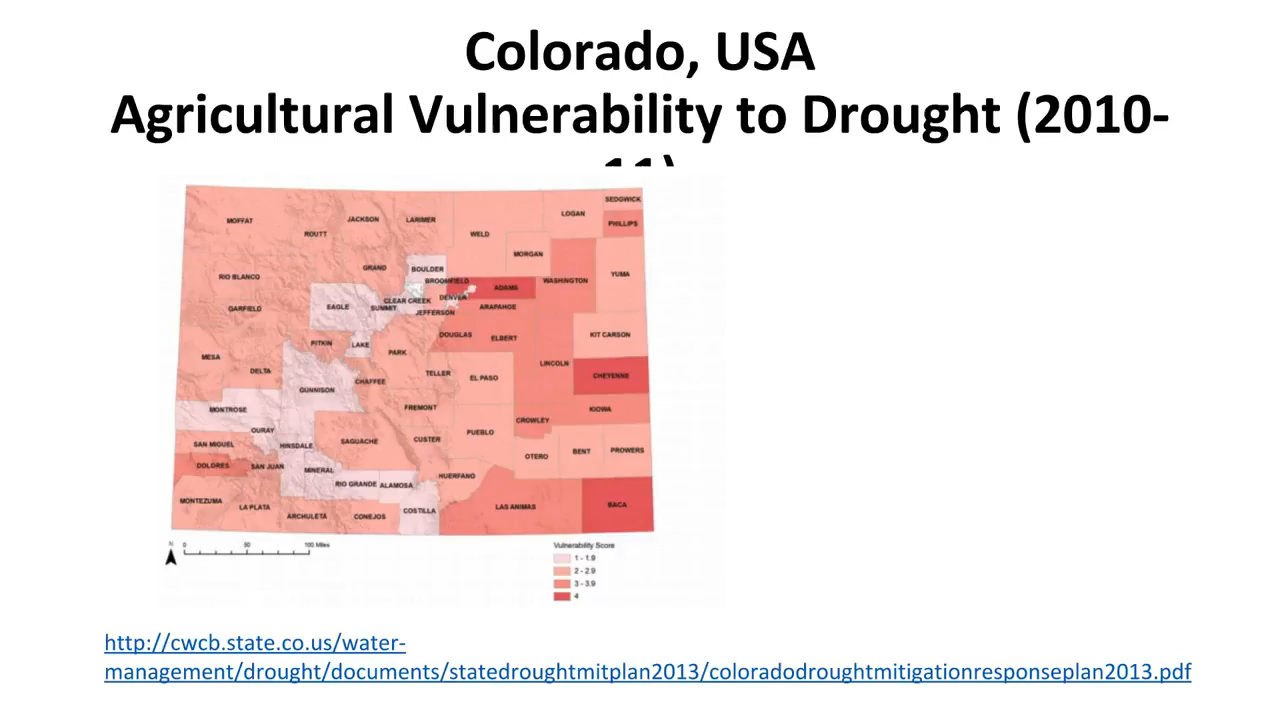 Colorado, USA
Agricultural Vulnerability to Drought (2010-
11)
SEDGWICK
LOGAN
MOFFAT
JACKSON
LARIMER
PHILLIPS
ROUTT
WELD
MORGAN
GRAND
BOULDER
YUMA
RIO BLANCO
BROOMFIELD
WASHINGTON
ADAMS
DENVER
EAGLE
CLEAR CREEK
SUMMIT
GARFIELD
ARAPAHOE
JEFFERSON
DOUGLAS
ELBERT
KIT CARSON
PITKIN
LAKE
PARK
MESA
LINCOLN
DELTA
TELLER
EL PASO
CHEYENNE
CHAFFEE
GUNNISON
MONTROSE
FREMONT
KIOWA
CROWLEY
OURAY
PUEBLO
SAN MIGUEL
HINSDALE
SAGUACHE
CUSTER
OTERO
BENT
PROWERS
DOLORES
SAN JUAN
MINERAL
HUERFANO
RIO GRANDE
ALAMOSA
MONTEZUMA
LA PLATA
ARCHULETA
CONEJOS
COSTILLA
LAS ANIMAS
BACA
N
0 50 100 Miles
Vulnerability Score
1 - 1.9
2 - 2.9
3 - 3.9
4
http://cwcb.state.co.us/water-
management/drought/documents/statedroughtmitplan2013/coloradodroughtmitigationresponseplan2013.pdf